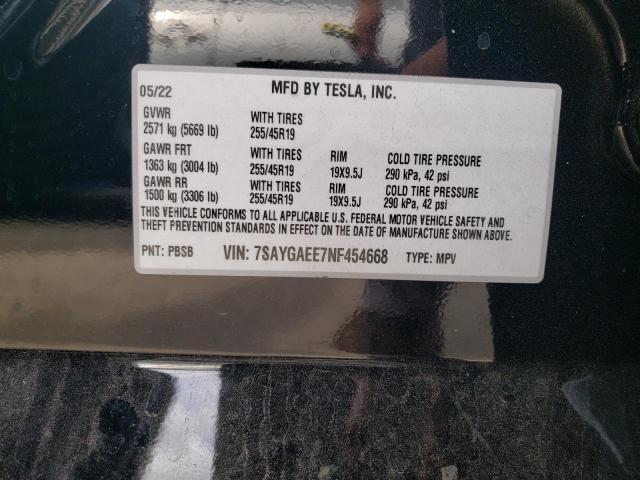 05/22 MFD BY TESLA, INC.
GVWR WITH TIRES
2571 kg (5669 lb) 255/45R19
GAWR FRT WITH TIRES RIM COLD TIRE PRESSURE
1363 kg (3004 lb) 255/45R19 19X9.5J 290 kPa, 42 psi
GAWR RR WITH TIRES RIM COLD TIRE PRESSURE
1500 kg (3306 lb) 255/45R19 19X9.5J 290 kPa, 42 psi
THIS VEHICLE CONFORMS TO ALL APPLICABLE U.S. FEDERAL MOTOR VEHICLE SAFETY AND
THEFT PREVENTION STANDARDS IN EFFECT ON THE DATE OF MANUFACTURE SHOWN ABOVE.
PNT: PBSB VIN: 7SAYGAEE7NF454668 TYPE: MPV